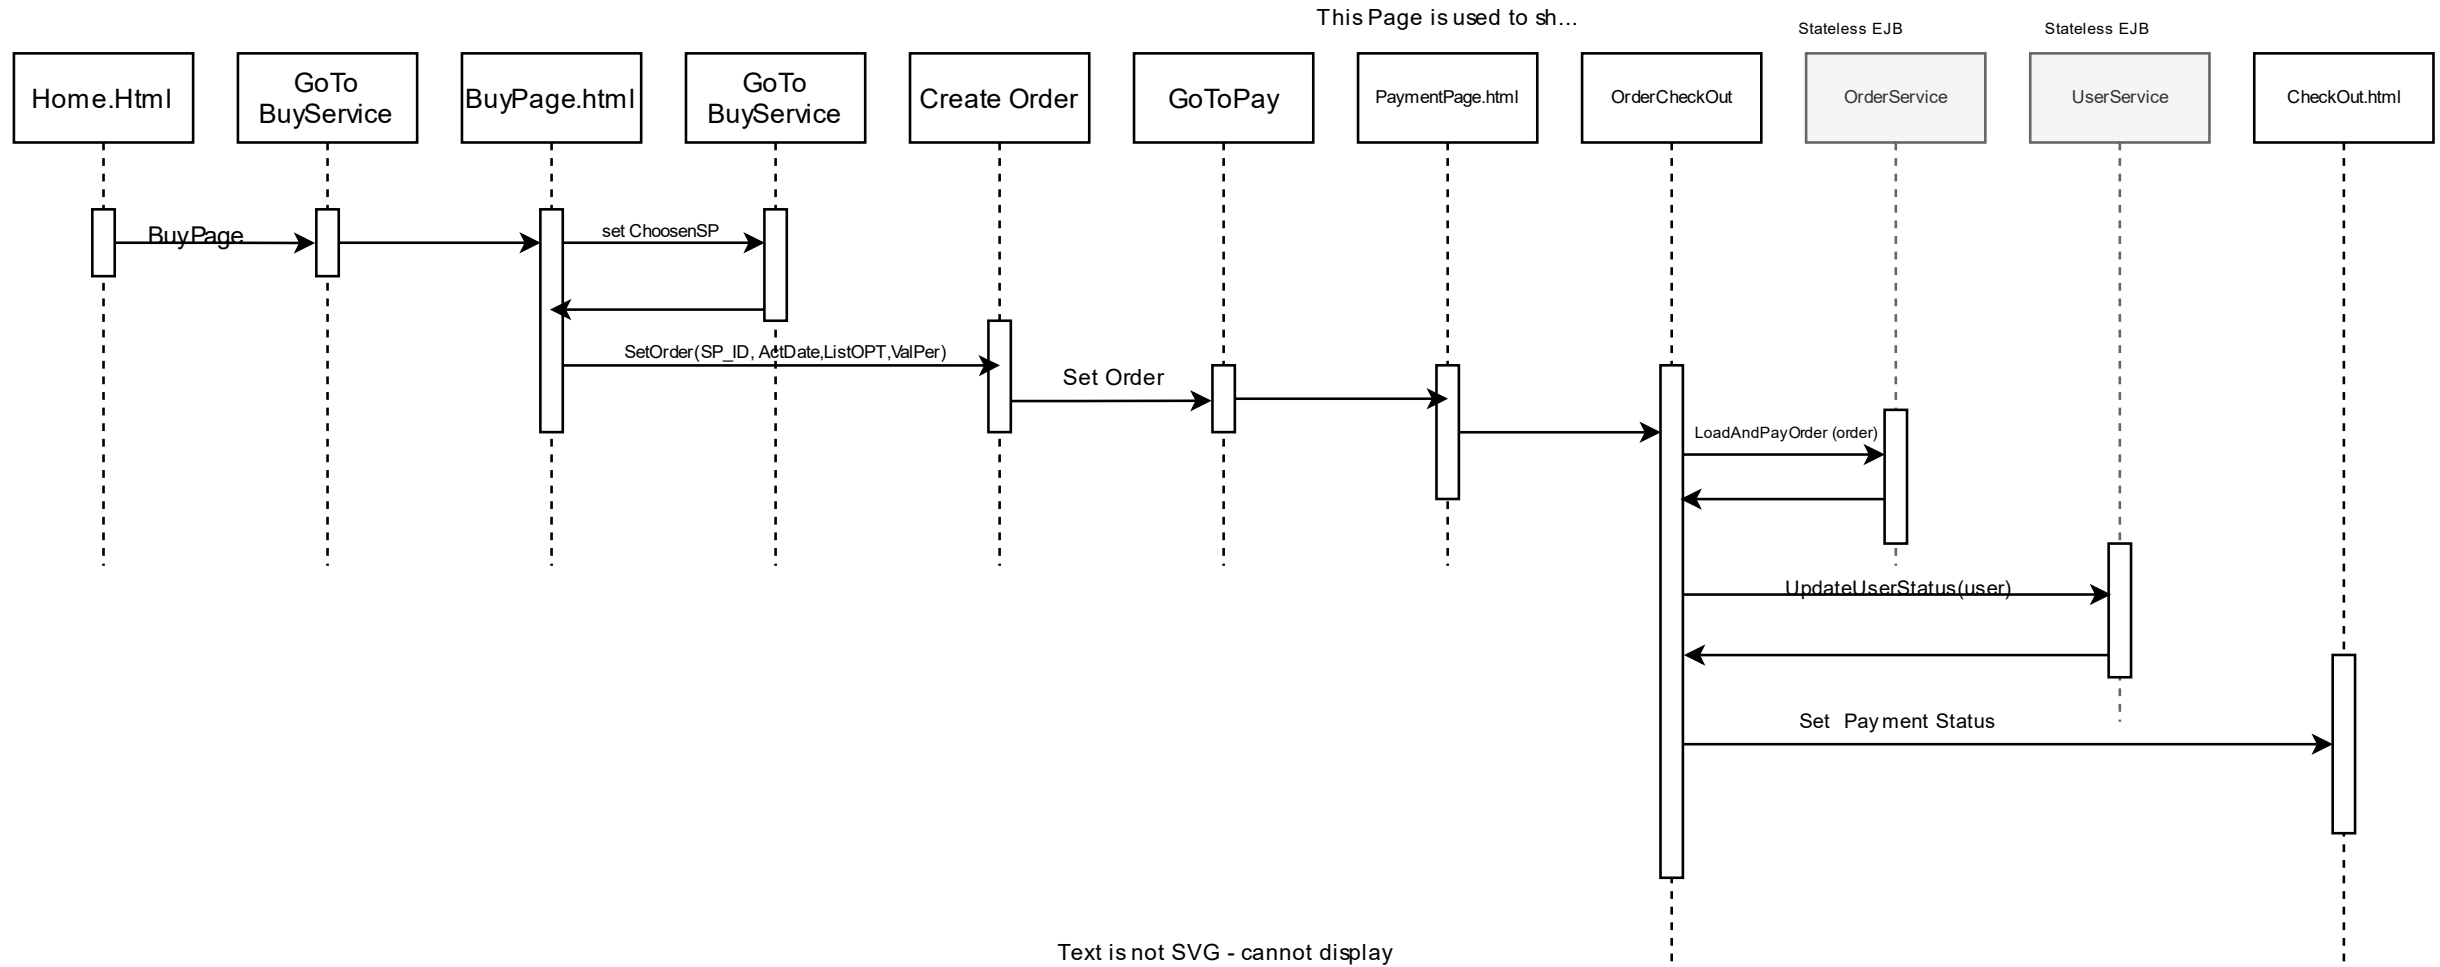 This Page is used to sh...
Stateless EJB
Stateless EJB
Home.Html
GoTo
BuyService
BuyPage.html
GoTo
BuyService
Create Order
GoToPay
PaymentPage.html
OrderCheckOut
OrderService
UserService
CheckOut.html
BuyPage
set ChoosenSP
SetOrder(SP_ID, ActDate,ListOPT,ValPer)
Set Order
LoadAndPayOrder (order)
UpdateUserStatus(user)
Set Payment Status
Text is not SVG - cannot display